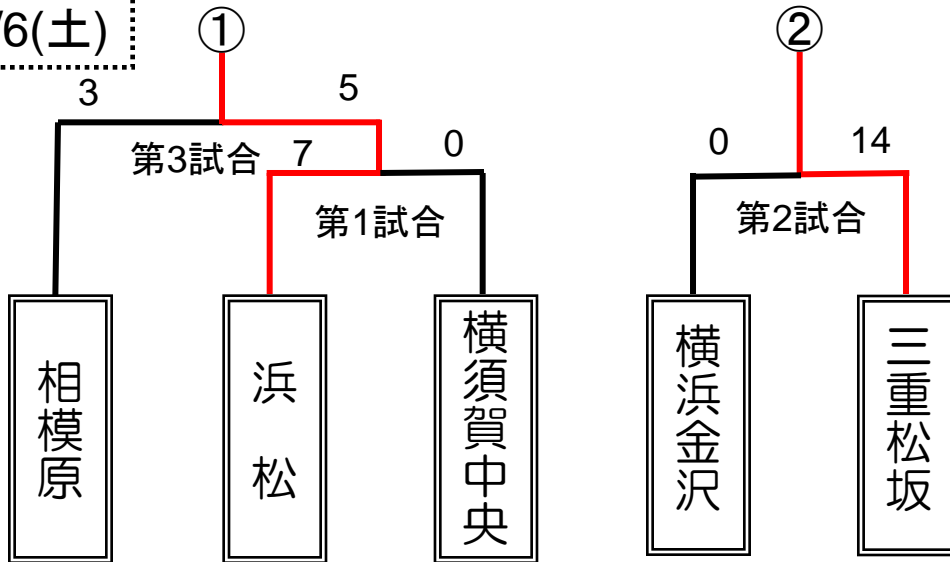 /6(土)
① ②
3 5
第3試合 7 0 0 14
第1試合 第2試合
相模原
浜松
横須賀中央
横浜金沢
三重松坂